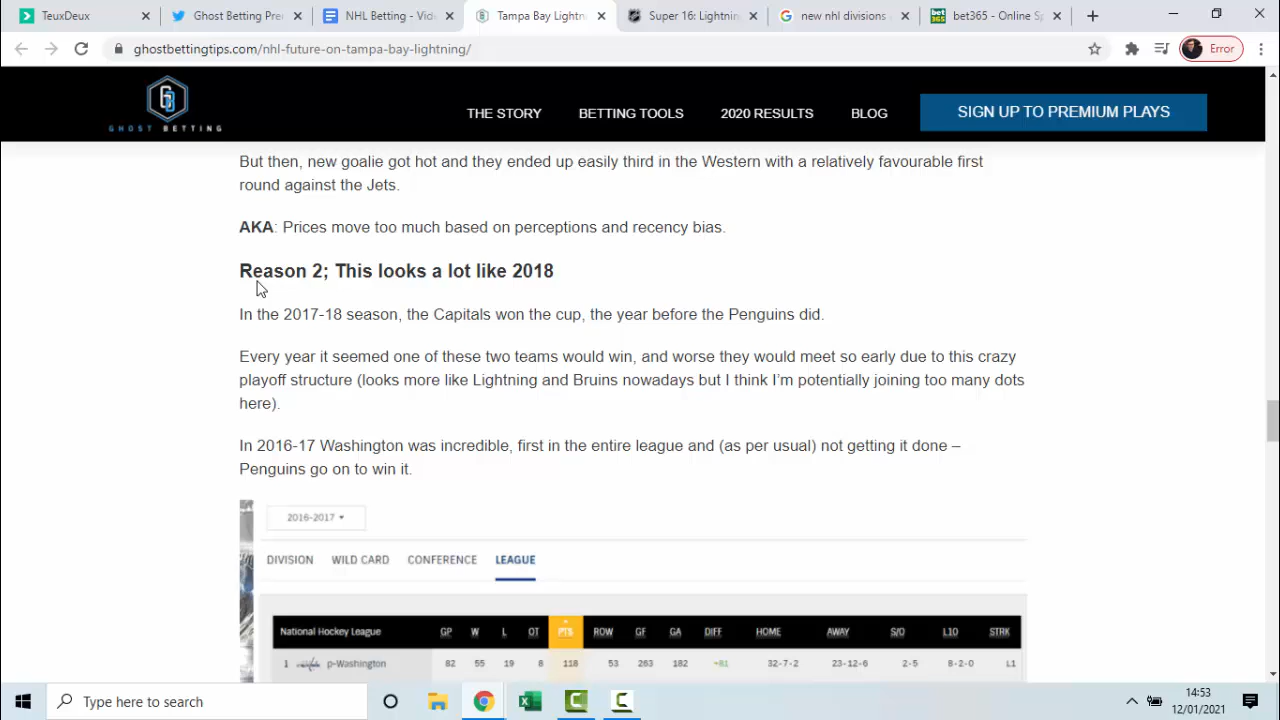 TeuxDeux
Ghost Betting Pre
NHL Betting - Vid
Tampa Bay Lightn
Super 16: Lightni
new nhl divisions
bet365 - Online S
ghostbettingtips.com/nhl-future-on-tampa-bay-lightning/
Error
GHOST BETTING
THE STORY
BETTING TOOLS
2020 RESULTS
BLOG
SIGN UP TO PREMIUM PLAYS
But then, new goalie got hot and they ended up easily third in the Western with a relatively favourable first
round against the Jets.
AKA: Prices move too much based on perceptions and recency bias.
Reason 2; This looks a lot like 2018
In the 2017-18 season, the Capitals won the cup, the year before the Penguins did.
Every year it seemed one of these two teams would win, and worse they would meet so early due to this crazy
playoff structure (looks more like Lightning and Bruins nowadays but I think I'm potentially joining too many dots
here).
In 2016-17 Washington was incredible, first in the entire league and (as per usual) not getting it done –
Penguins go on to win it.
2016-2017
DIVISION WILD CARD CONFERENCE LEAGUE
National Hockey League GP W L OT PTS ROW GF GA DIFF HOME AWAY S/O L10 STRK
1 p-Washington 82 55 19 8 118 53 263 182 +81 32-7-2 23-12-6 2-5 8-2-0 L1
Type here to search
14:53
12/01/2021